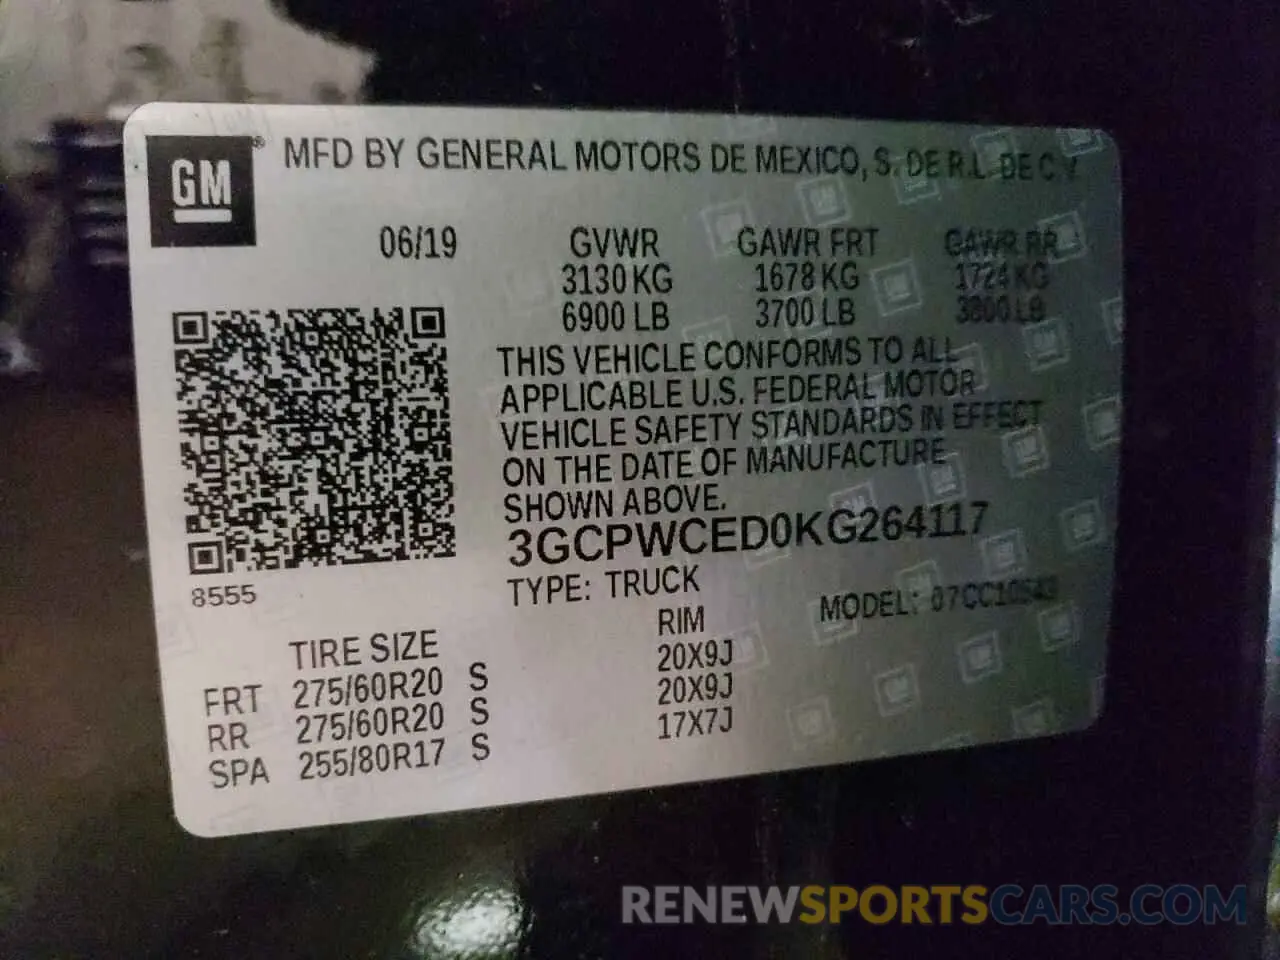 GM ® MFD BY GENERAL MOTORS DE MEXICO, S. DE R.L. DE C.V.
06/19 GVWR GAWR FRT GAWR RR
3130 KG 1678 KG 1724 KG
6900 LB 3700 LB 3800 LB
THIS VEHICLE CONFORMS TO ALL
APPLICABLE U.S. FEDERAL MOTOR
VEHICLE SAFETY STANDARDS IN EFFECT
ON THE DATE OF MANUFACTURE
SHOWN ABOVE.
3GCPWCED0KG264117
8555
TYPE: TRUCK MODEL: 07CC10543
TIRE SIZE RIM
FRT 275/60R20 S 20X9J
RR 275/60R20 S 20X9J
SPA 255/80R17 S 17X7J
RENEWSPORTSCARS.COM